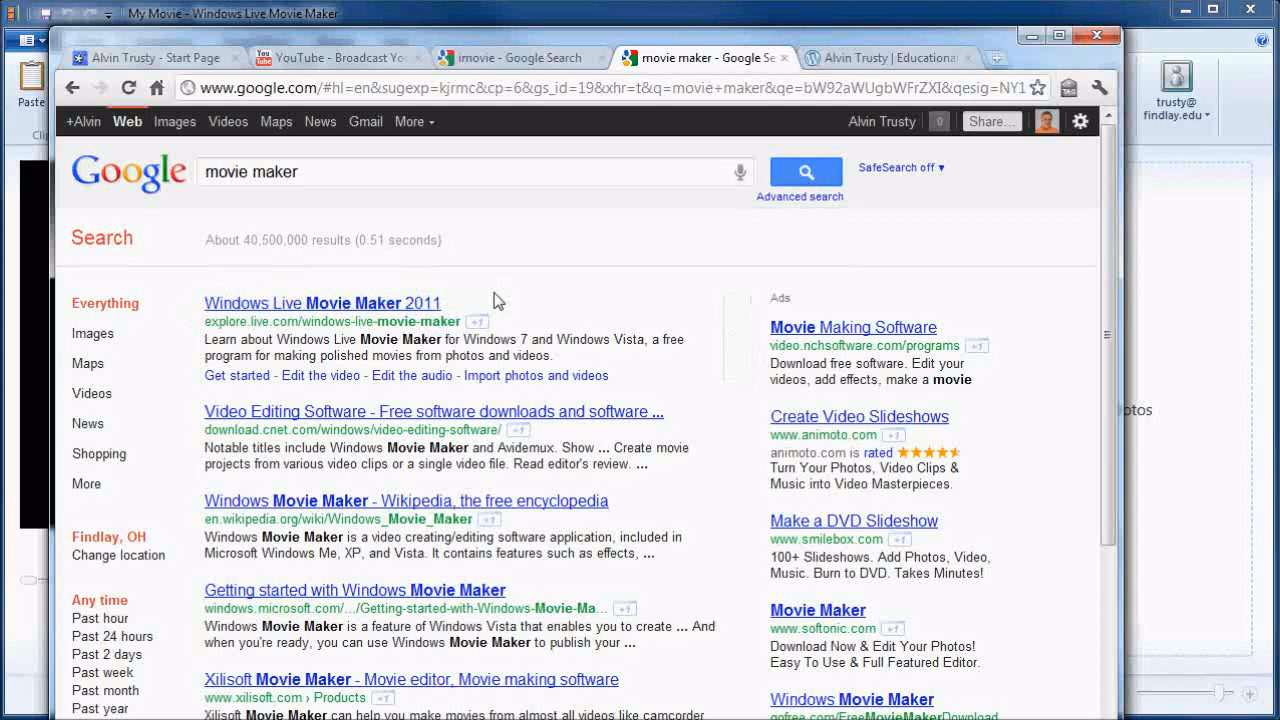 My Movie - Windows Live Movie Maker
Alvin Trusty - Start Page
YouTube - Broadcast Yo
imovie - Google Search
movie maker - Google Se
Alvin Trusty | Educationa
www.google.com/#hl=en&sugexp=kjrmc&cp=6&gs_id=19&xhr=t&q=movie+maker&qe=bW92aWUgbWFrZXI&qesig=NY1
Paste
Cli
trusty@
findlay.edu
+Alvin Web Images Videos Maps News Gmail More
Alvin Trusty 0 Share...
Google
movie maker
SafeSearch off
Advanced search
Search
About 40,500,000 results (0.51 seconds)
Everything
Images
Maps
Videos
News
Shopping
More
Findlay, OH
Change location
Any time
Past hour
Past 24 hours
Past 2 days
Past week
Past month
Past year
Windows Live Movie Maker 2011
explore.live.com/windows-live-movie-maker +1
Learn about Windows Live Movie Maker for Windows 7 and Windows Vista, a free
program for making polished movies from photos and videos.
Get started - Edit the video - Edit the audio - Import photos and videos
Video Editing Software - Free software downloads and software ...
download.cnet.com/windows/video-editing-software/ +1
Notable titles include Windows Movie Maker and Avidemux. Show ... Create movie
projects from various video clips or a single video file. Read editor's review. ...
Windows Movie Maker - Wikipedia, the free encyclopedia
en.wikipedia.org/wiki/Windows_Movie_Maker +1
Windows Movie Maker is a video creating/editing software application, included in
Microsoft Windows Me, XP, and Vista. It contains features such as effects, ...
Getting started with Windows Movie Maker
windows.microsoft.com/.../Getting-started-with-Windows-Movie-Ma... +1
Windows Movie Maker is a feature of Windows Vista that enables you to create ... And
when you're ready, you can use Windows Movie Maker to publish your ...
Xilisoft Movie Maker - Movie editor, Movie making software
www.xilisoft.com › Products +1
Xilisoft Movie Maker can help you make movies from almost all videos like camcorder
Ads
Movie Making Software
video.nchsoftware.com/programs +1
Download free software. Edit your
videos, add effects, make a movie
Create Video Slideshows
www.animoto.com +1
animoto.com is rated
Turn Your Photos, Video Clips &
Music into Video Masterpieces.
Make a DVD Slideshow
www.smilebox.com +1
100+ Slideshows. Add Photos, Video,
Music. Burn to DVD. Takes Minutes!
Movie Maker
www.softonic.com +1
Download Now & Edit Your Photos!
Easy To Use & Full Featured Editor.
Windows Movie Maker
gofree.com/FreeMovieMakerDownload
otos